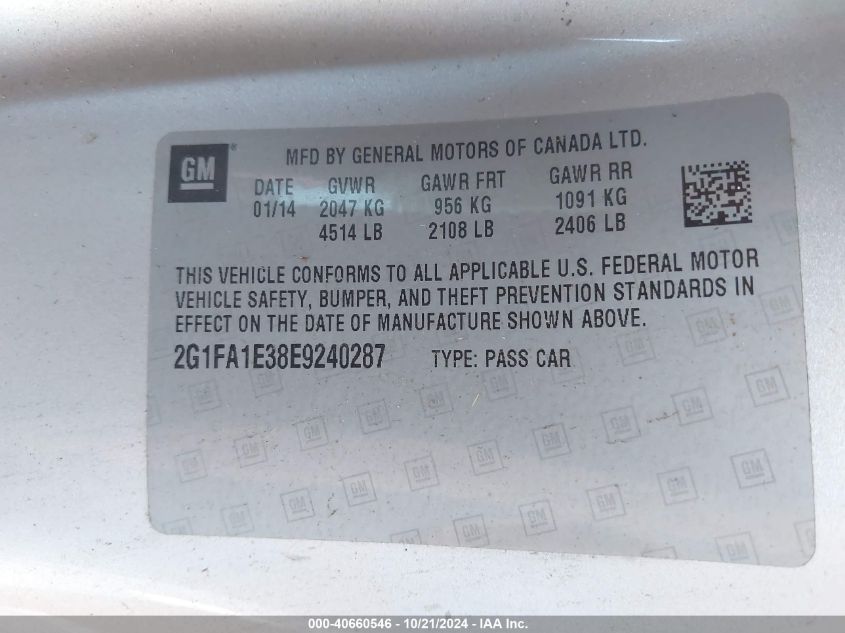 GM
MFD BY GENERAL MOTORS OF CANADA LTD.
DATE GVWR GAWR FRT GAWR RR
01/14 2047 KG 956 KG 1091 KG
4514 LB 2108 LB 2406 LB
THIS VEHICLE CONFORMS TO ALL APPLICABLE U.S. FEDERAL MOTOR
VEHICLE SAFETY, BUMPER, AND THEFT PREVENTION STANDARDS IN
EFFECT ON THE DATE OF MANUFACTURE SHOWN ABOVE.
2G1FA1E38E9240287 TYPE: PASS CAR
000-40660546 - 10/21/2024 - IAA Inc.